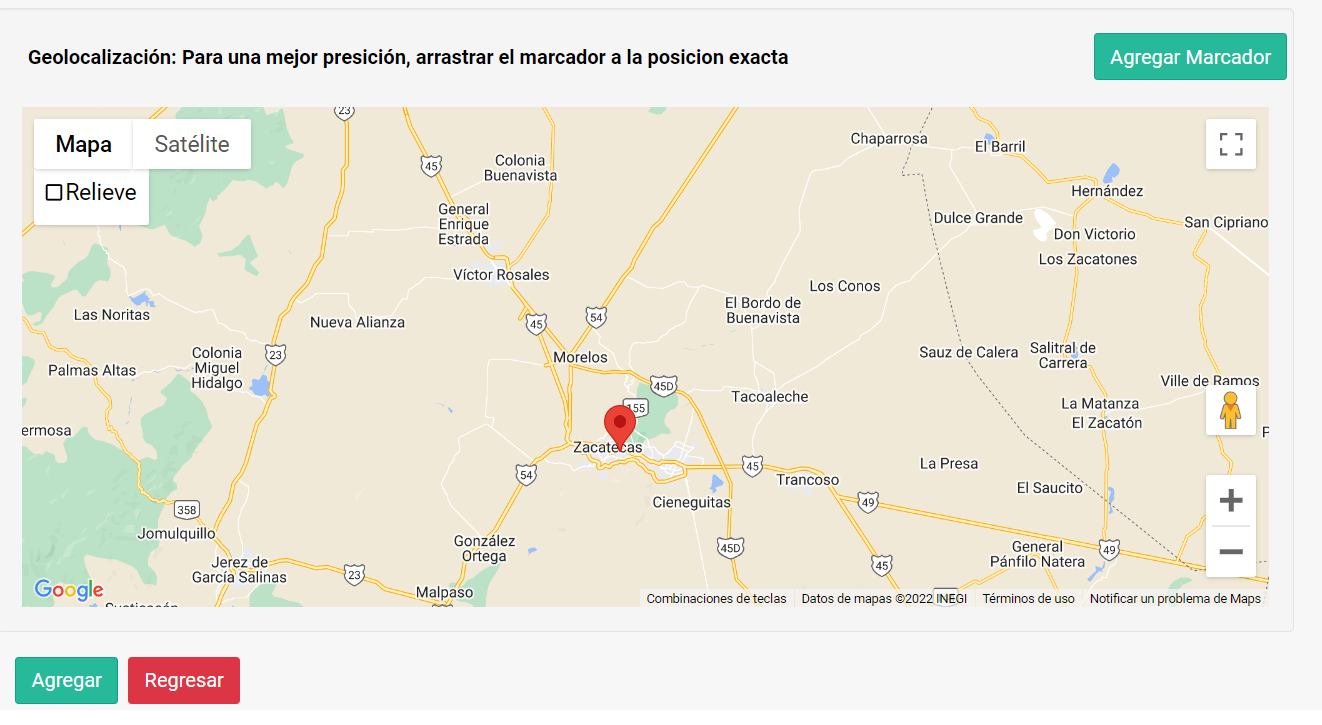 Geolocalización: Para una mejor presición, arrastrar el marcador a la posicion exacta
Agregar Marcador
Mapa
Satélite
Relieve
23
45
Colonia
Buenavista
Chaparrosa
El Barril
Hernández
General
Enrique
Estrada
Dulce Grande
Don Victorio
San Cipriano
Los Zacatones
Víctor Rosales
Los Conos
Las Noritas
Nueva Alianza
45
54
El Bordo de
Buenavista
Colonia
Miguel
Hidalgo
23
Morelos
Sauz de Calera
Salitral de
Carrera
Palmas Altas
45D
Tacoaleche
Ville de Ramos
La Matanza
El Zacatón
155
ermosa
Zacatecas
54
45
Trancoso
La Presa
El Saucito
Cieneguitas
49
358
Jomulquillo
González
Ortega
45D
General
Pánfilo Natera
49
Jerez de
García Salinas
23
45
Malpaso
Google
Combinaciones de teclas
Datos de mapas ©2022 INEGI
Términos de uso
Notificar un problema de Maps
Agregar
Regresar